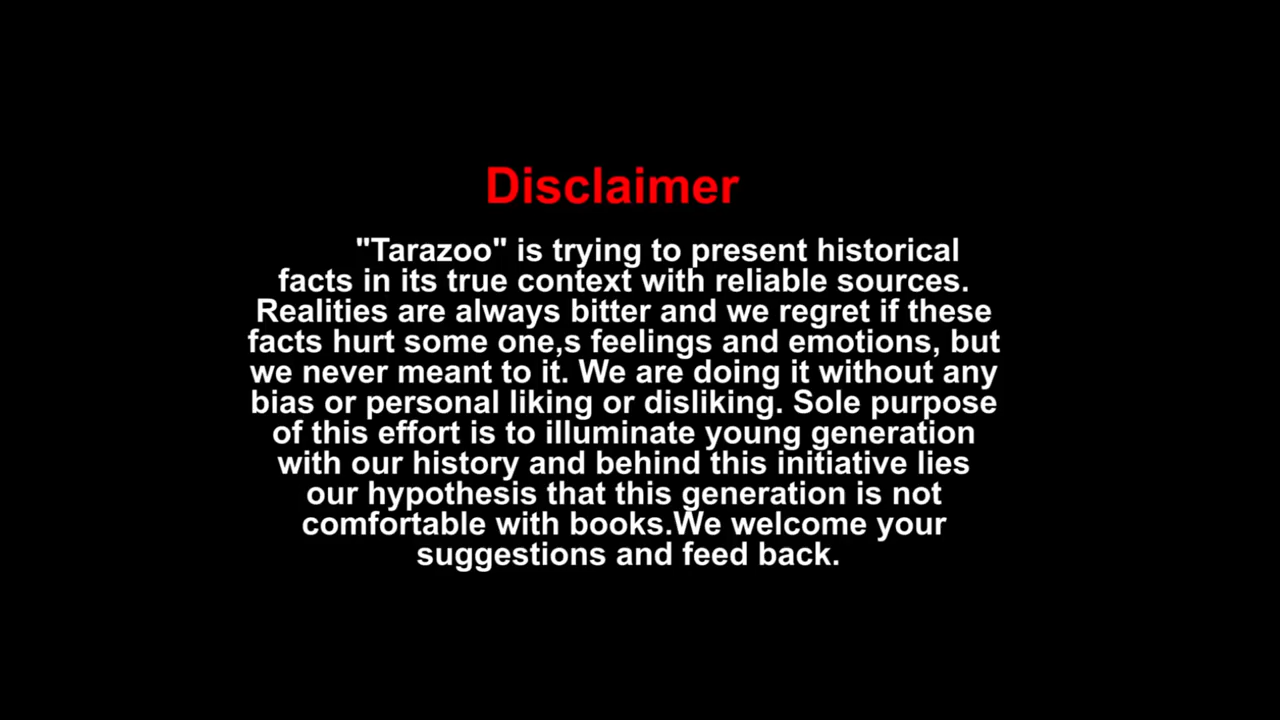 Disclaimer
"Tarazoo" is trying to present historical
facts in its true context with reliable sources.
Realities are always bitter and we regret if these
facts hurt some one,s feelings and emotions, but
we never meant to it. We are doing it without any
bias or personal liking or disliking. Sole purpose
of this effort is to illuminate young generation
with our history and behind this initiative lies
our hypothesis that this generation is not
comfortable with books.We welcome your
suggestions and feed back.